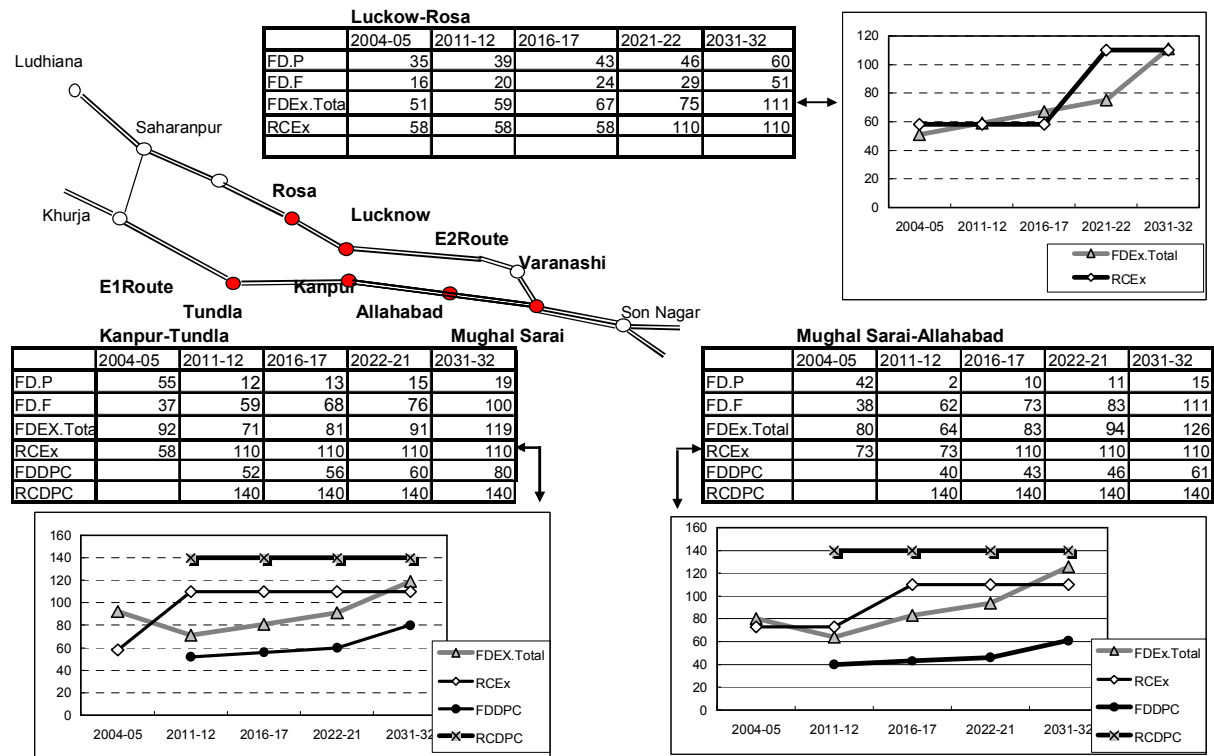 Luckow-Rosa
2004-05 2011-12 2016-17 2021-22 2031-32
FD.P 35 39 43 46 60
FD.F 16 20 24 29 51
FDEx.Total 51 59 67 75 111
RCEx 58 58 58 110 110
120
100
80
60
40
20
0
2004-05 2011-12 2016-17 2021-22 2031-32
FDEx.Total
RCEx
Ludhiana
Saharanpur
Rosa
Khurja
Lucknow
E2Route
Varanashi
E1Route
Kanpur
Tundla
Allahabad
Son Nagar
Mughal Sarai
Kanpur-Tundla
2004-05 2011-12 2016-17 2022-21 2031-32
FD.P 55 12 13 15 19
FD.F 37 59 68 76 100
FDEX.Tota 92 71 81 91 119
RCEx 58 110 110 110 110
FDDPC 52 56 60 80
RCDPC 140 140 140 140
Mughal Sarai-Allahabad
2004-05 2011-12 2016-17 2022-21 2031-32
FD.P 42 2 10 11 15
FD.F 38 62 73 83 111
FDEx.Total 80 64 83 94 126
RCEx 73 73 110 110 110
FDDPC 40 43 46 61
RCDPC 140 140 140 140
160
140
120
100
80
60
40
20
0
2004-05 2011-12 2016-17 2022-21 2031-32
FDEX.Total
RCEx
FDDPC
RCDPC
160
140
120
100
80
60
40
20
0
2004-05 2011-12 2016-17 2022-21 2031-32
FDEx.Total
RCEx
FDDPC
RCDPC